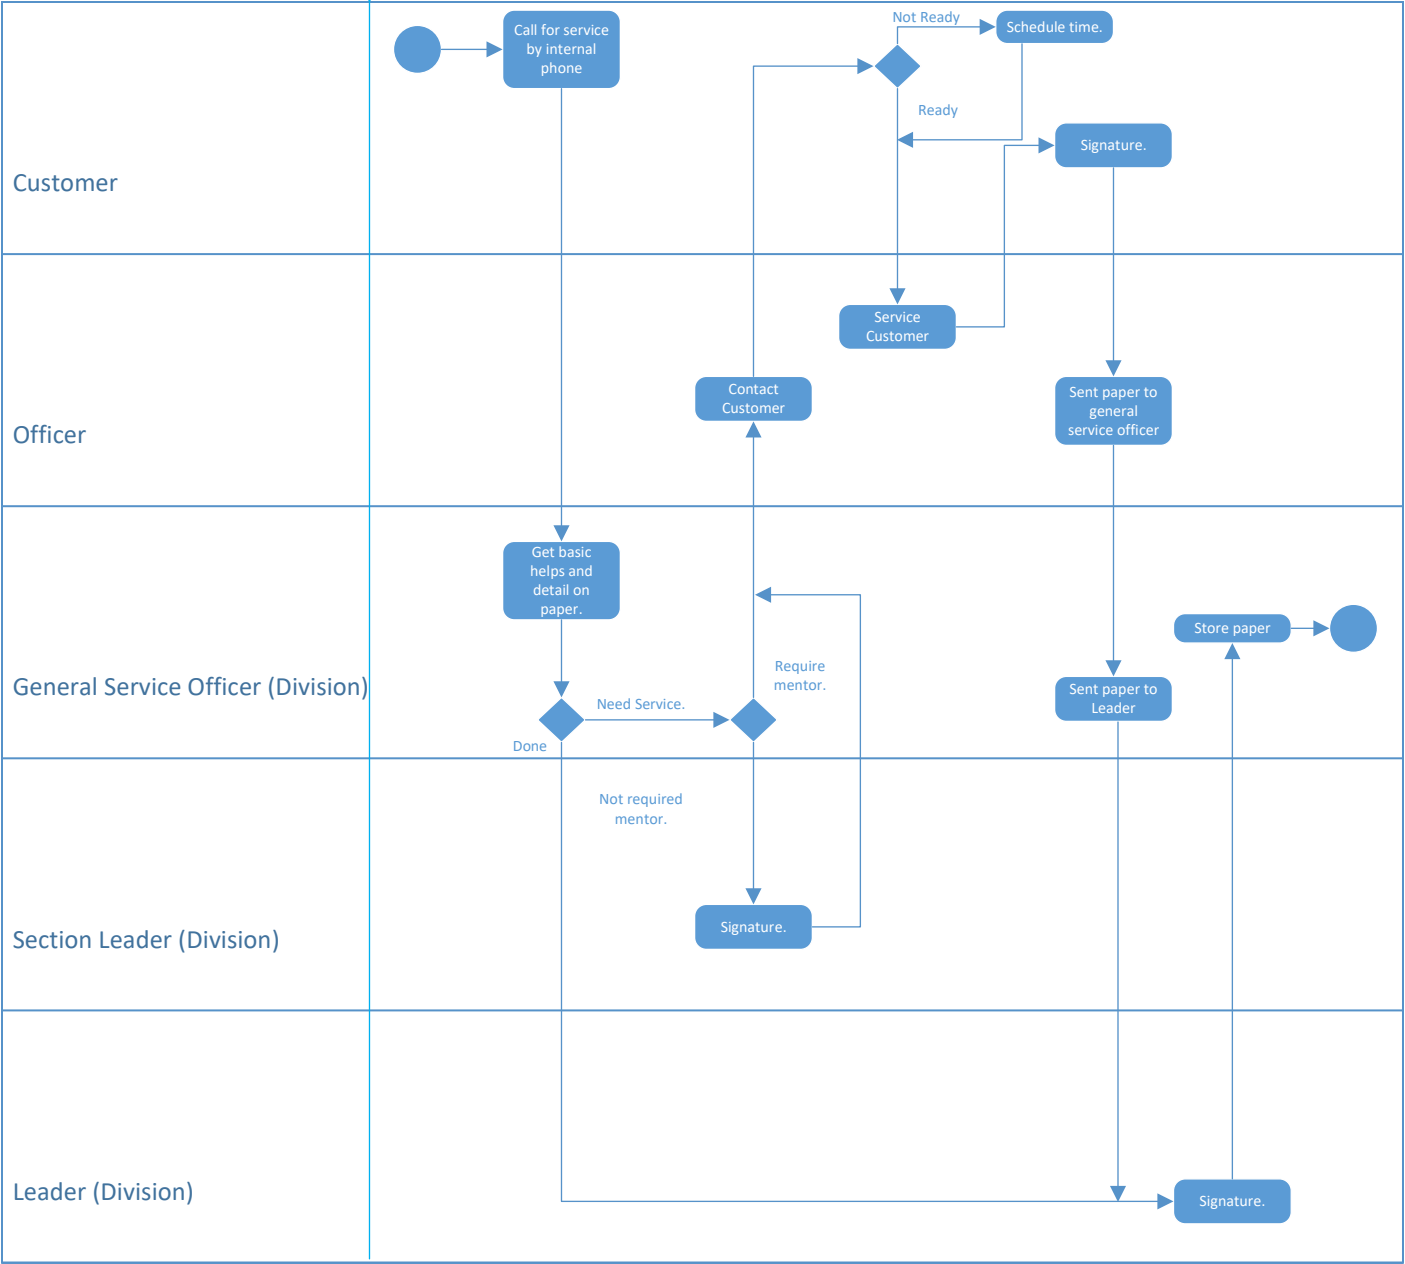 Call for service
by internal
phone
Not Ready
Schedule time.
Ready
Signature.
Customer
Service
Customer
Contact
Customer
Sent paper to
general
service officer
Officer
Get basic
helps and
detail on
paper.
Store paper
Require
mentor.
General Service Officer (Division)
Need Service.
Sent paper to
Leader
Done
Not required
mentor.
Signature.
Section Leader (Division)
Leader (Division)
Signature.